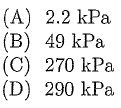 (A) 2.2 kPa
(B) 49 kPa
(C) 270 kPa
(D) 290 kPa